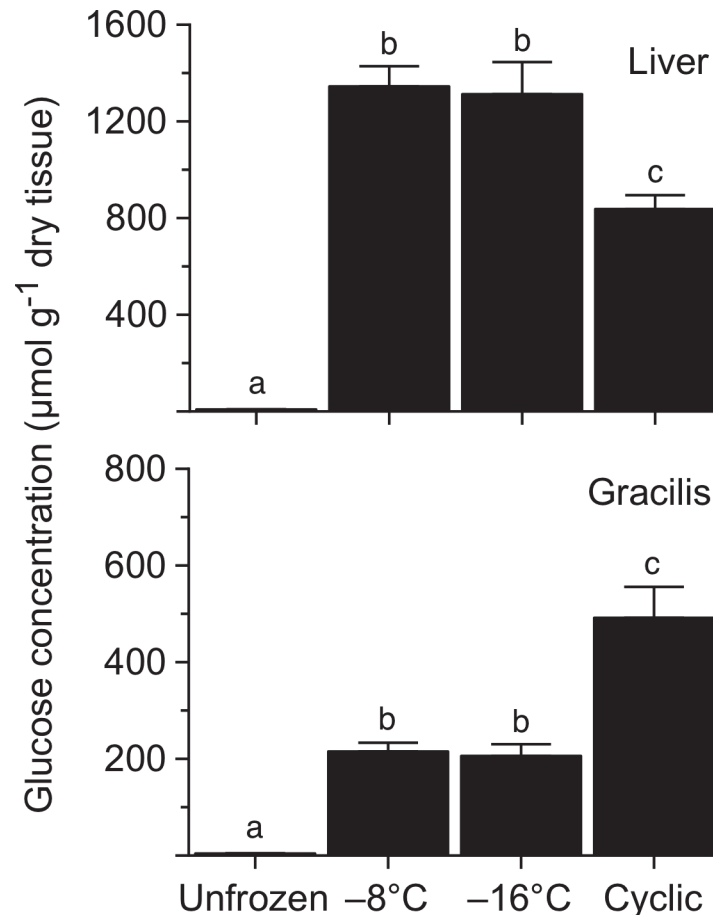 Glucose concentration (μmol g⁻¹ dry tissue)
1600
1200
800
400
Liver
a
b
b
c
800
600
400
200
Gracilis
a
b
b
c
Unfrozen –8°C –16°C Cyclic